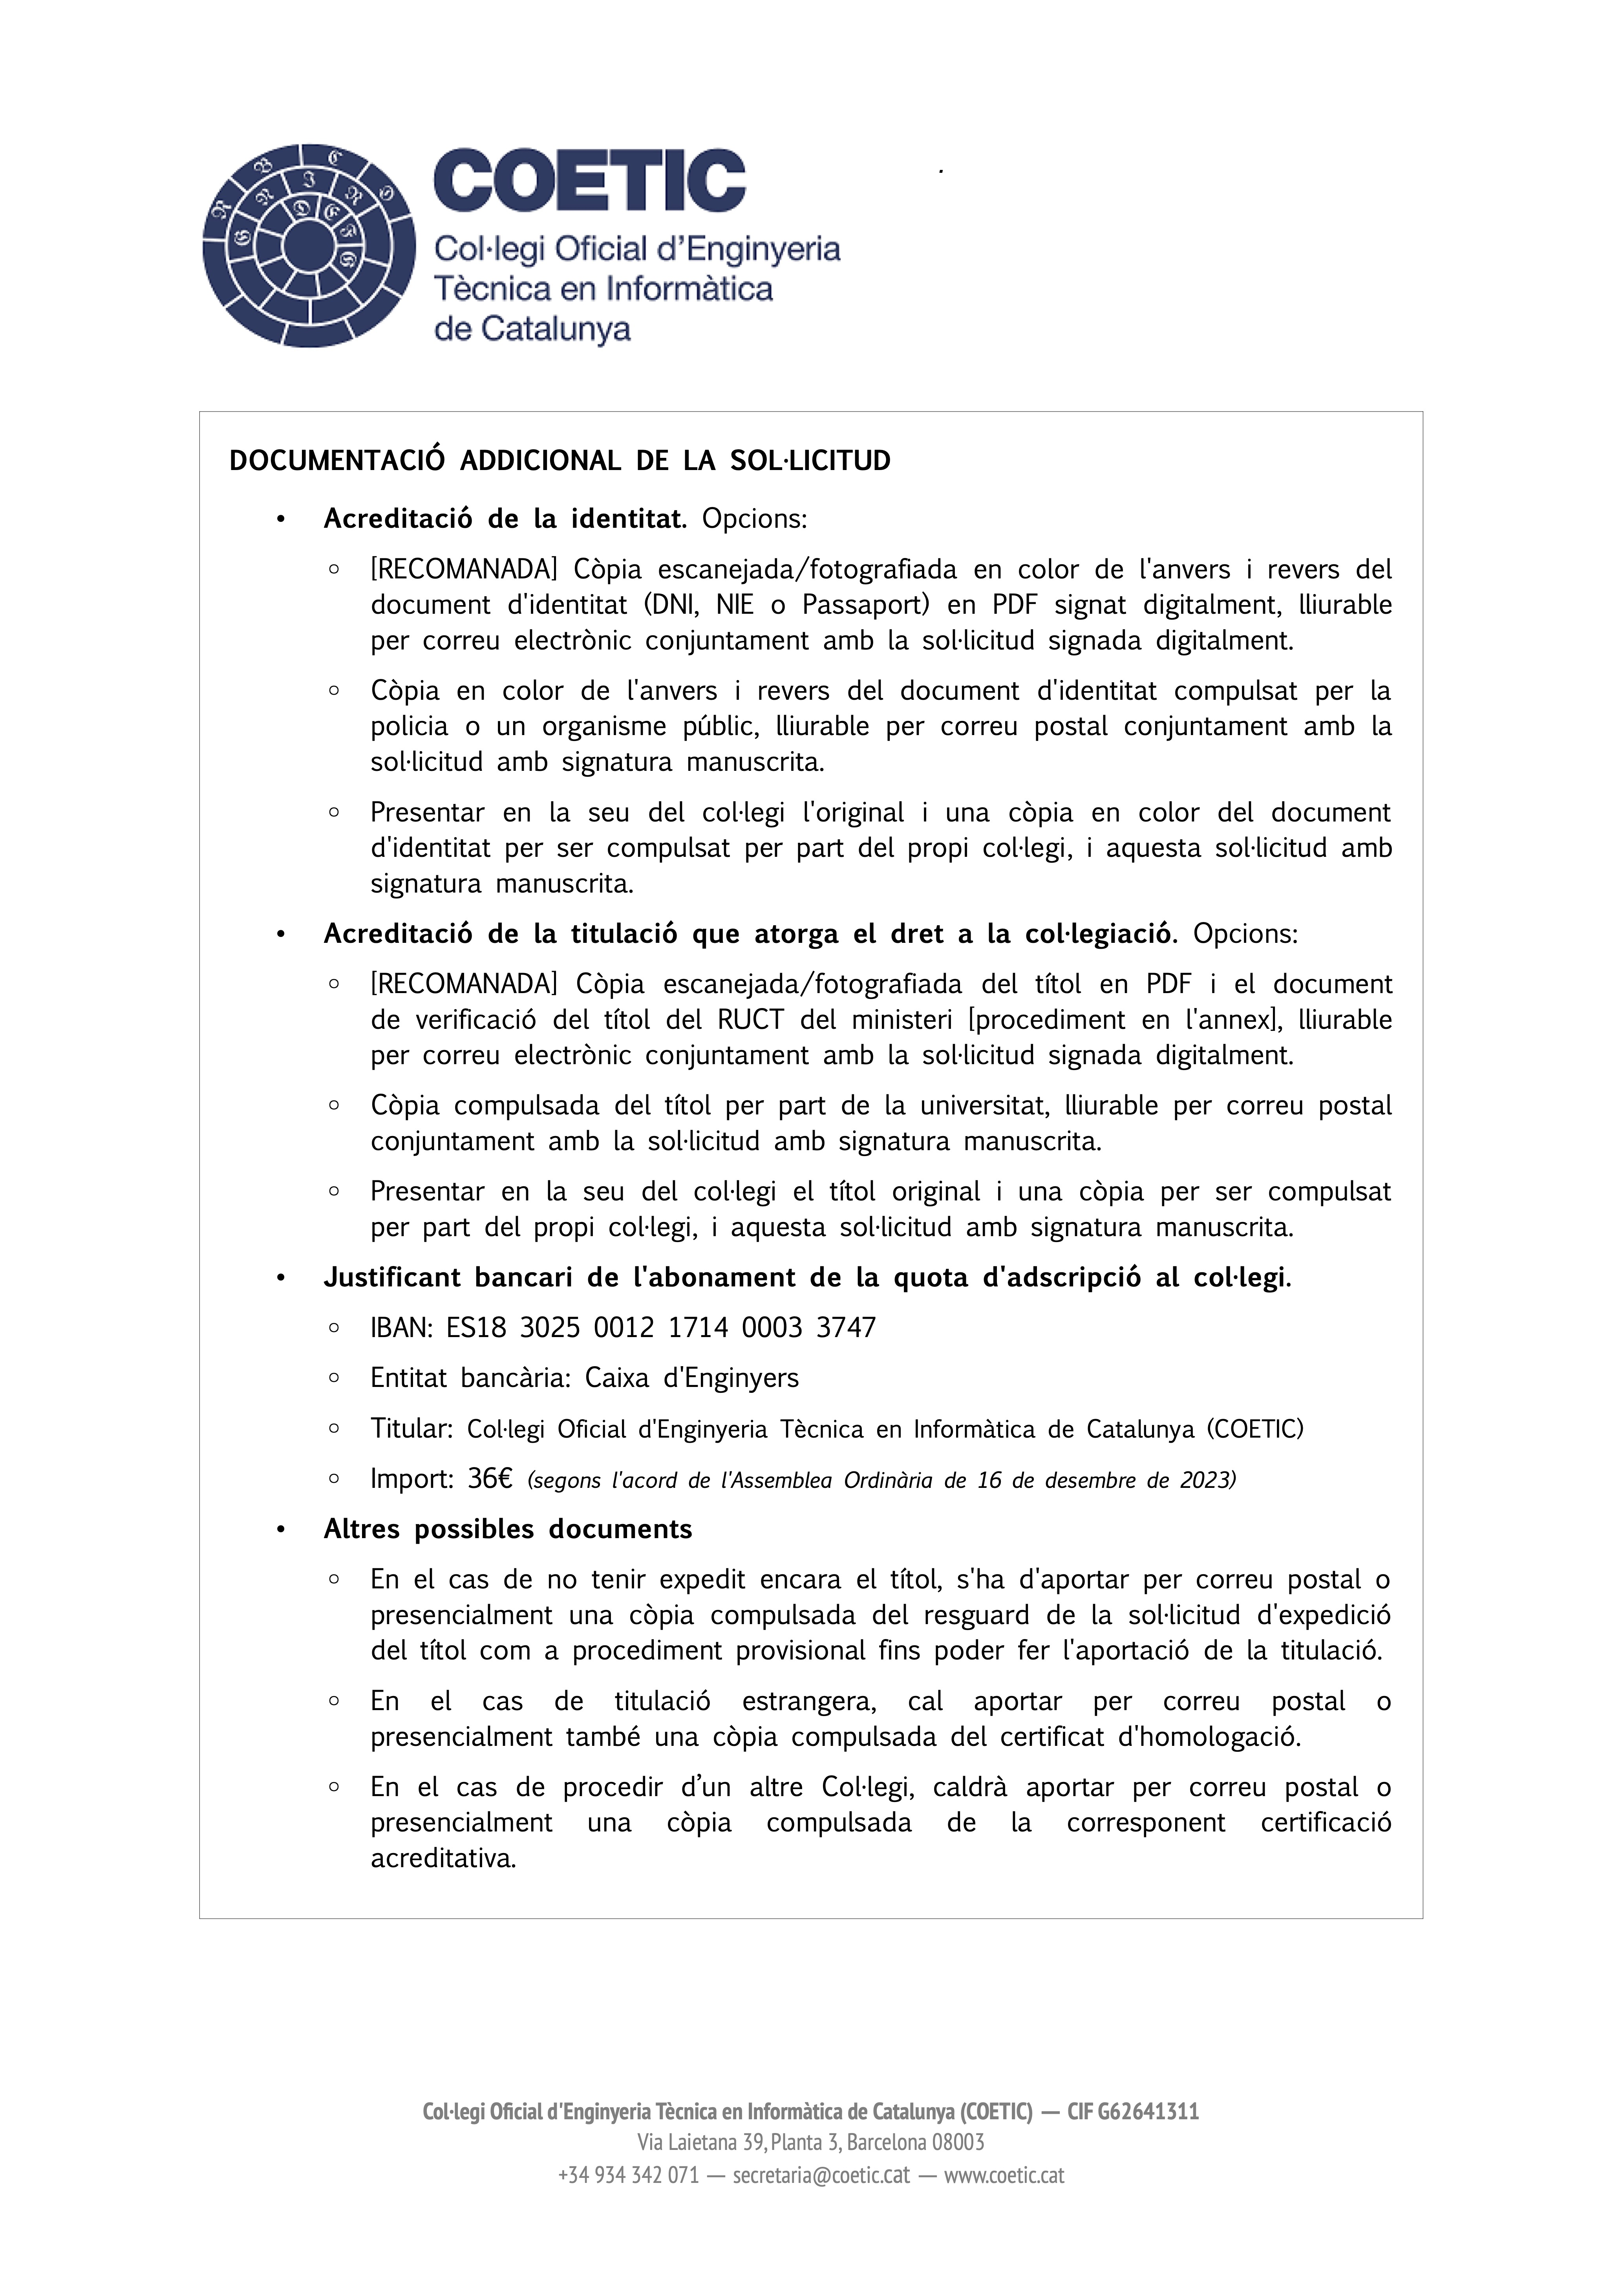 COETIC
Col·legi Oficial d’Enginyeria
Tècnica en Informàtica
de Catalunya
.
DOCUMENTACIÓ ADDICIONAL DE LA SOL·LICITUD
• Acreditació de la identitat. Opcions:
◦ [RECOMANADA] Còpia escanejada/fotografiada en color de l'anvers i revers del
document d'identitat (DNI, NIE o Passaport) en PDF signat digitalment, lliurable
per correu electrònic conjuntament amb la sol·licitud signada digitalment.
◦ Còpia en color de l'anvers i revers del document d'identitat compulsat per la
policia o un organisme públic, lliurable per correu postal conjuntament amb la
sol·licitud amb signatura manuscrita.
◦ Presentar en la seu del col·legi l'original i una còpia en color del document
d'identitat per ser compulsat per part del propi col·legi, i aquesta sol·licitud amb
signatura manuscrita.
• Acreditació de la titulació que atorga el dret a la col·legiació. Opcions:
◦ [RECOMANADA] Còpia escanejada/fotografiada del títol en PDF i el document
de verificació del títol del RUCT del ministeri [procediment en l'annex], lliurable
per correu electrònic conjuntament amb la sol·licitud signada digitalment.
◦ Còpia compulsada del títol per part de la universitat, lliurable per correu postal
conjuntament amb la sol·licitud amb signatura manuscrita.
◦ Presentar en la seu del col·legi el títol original i una còpia per ser compulsat
per part del propi col·legi, i aquesta sol·licitud amb signatura manuscrita.
• Justificant bancari de l'abonament de la quota d'adscripció al col·legi.
◦ IBAN: ES18 3025 0012 1714 0003 3747
◦ Entitat bancària: Caixa d'Enginyers
◦ Titular: Col·legi Oficial d'Enginyeria Tècnica en Informàtica de Catalunya (COETIC)
◦ Import: 36€ (segons l'acord de l'Assemblea Ordinària de 16 de desembre de 2023)
• Altres possibles documents
◦ En el cas de no tenir expedit encara el títol, s'ha d'aportar per correu postal o
presencialment una còpia compulsada del resguard de la sol·licitud d'expedició
del títol com a procediment provisional fins poder fer l'aportació de la titulació.
◦ En el cas de titulació estrangera, cal aportar per correu postal o
presencialment també una còpia compulsada del certificat d'homologació.
◦ En el cas de procedir d’un altre Col·legi, caldrà aportar per correu postal o
presencialment una còpia compulsada de la corresponent certificació
acreditativa.
Col·legi Oficial d'Enginyeria Tècnica en Informàtica de Catalunya (COETIC) — CIF G62641311
Via Laietana 39, Planta 3, Barcelona 08003
+34 934 342 071 — secretaria@coetic.cat — www.coetic.cat